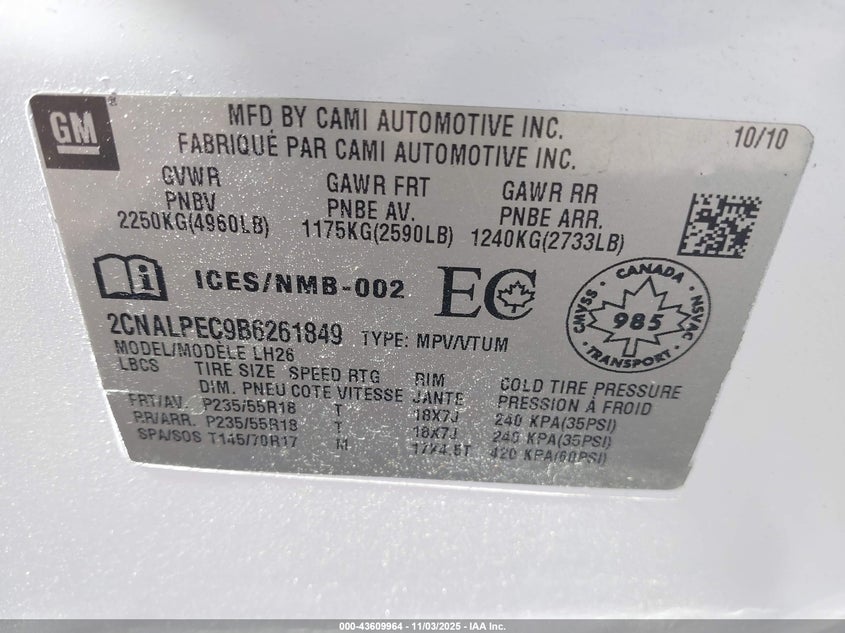 GM
MFD BY CAMI AUTOMOTIVE INC.
FABRIQUÉ PAR CAMI AUTOMOTIVE INC.
10/10
GVWR GAWR FRT GAWR RR
PNBV PNBE AV. PNBE ARR.
2250KG(4960LB) 1175KG(2590LB) 1240KG(2733LB)
ICES/NMB-002 EC
CANADA
CMVSS 985 NSVAC
TRANSPORT
2CNALPEC9B6261849 TYPE: MPV/VTUM
MODEL/MODÈLE LH26
LBCS TIRE SIZE SPEED RTG RIM COLD TIRE PRESSURE
DIM. PNEU COTE VITESSE JANTE PRESSION À FROID
FRT/AV. P235/55R18 T 18X7J 240 KPA(35PSI)
RR/ARR. P235/55R18 T 18X7J 240 KPA(35PSI)
SPA/SOS T145/70R17 M 17X4.5T 420 KPA(60PSI)
000-43609964 - 11/03/2025 - IAA Inc.